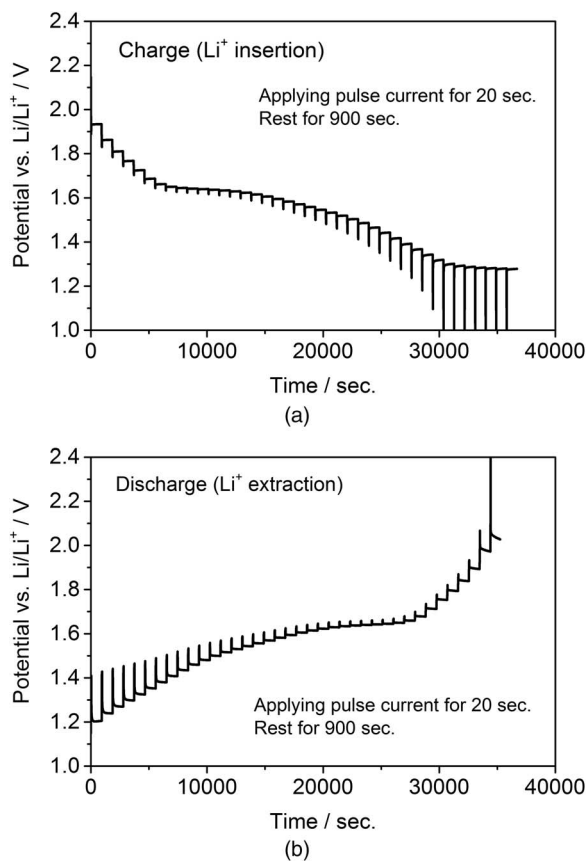 2.4
2.2
2.0
1.8
1.6
1.4
1.2
1.0
Potential vs. Li/Li⁺ / V
Charge (Li⁺ insertion)
Applying pulse current for 20 sec.
Rest for 900 sec.
0 10000 20000 30000 40000
Time / sec.
(a)
2.4
2.2
2.0
1.8
1.6
1.4
1.2
1.0
Potential vs. Li/Li⁺ / V
Discharge (Li⁺ extraction)
Applying pulse current for 20 sec.
Rest for 900 sec.
0 10000 20000 30000 40000
Time / sec.
(b)